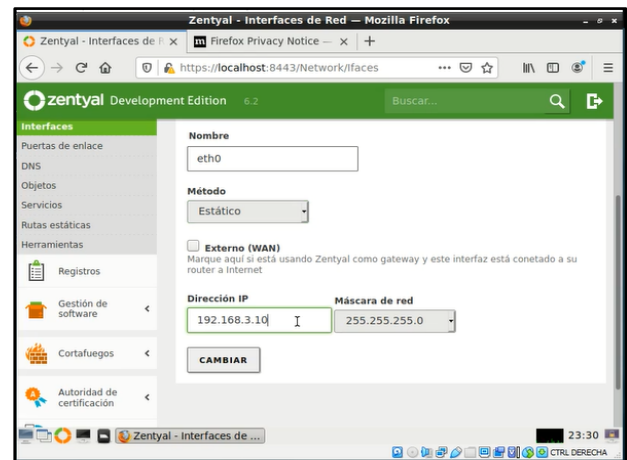 Zentyal - Interfaces de Red — Mozilla Firefox
Zentyal - Interfaces de R
Firefox Privacy Notice —
https://localhost:8443/Network/Ifaces
zentyal Development Edition 6.2
Buscar...
Interfaces
Puertas de enlace
DNS
Objetos
Servicios
Rutas estáticas
Herramientas
Registros
Gestión de
software
Cortafuegos
Autoridad de
certificación
Nombre
eth0
Método
Estático
Externo (WAN)
Marque aquí si está usando Zentyal como gateway y este interfaz está conetado a su
router a Internet
Dirección IP
Máscara de red
192.168.3.10
255.255.255.0
CAMBIAR
Zentyal - Interfaces de ...
23:30
CTRL DERECHA